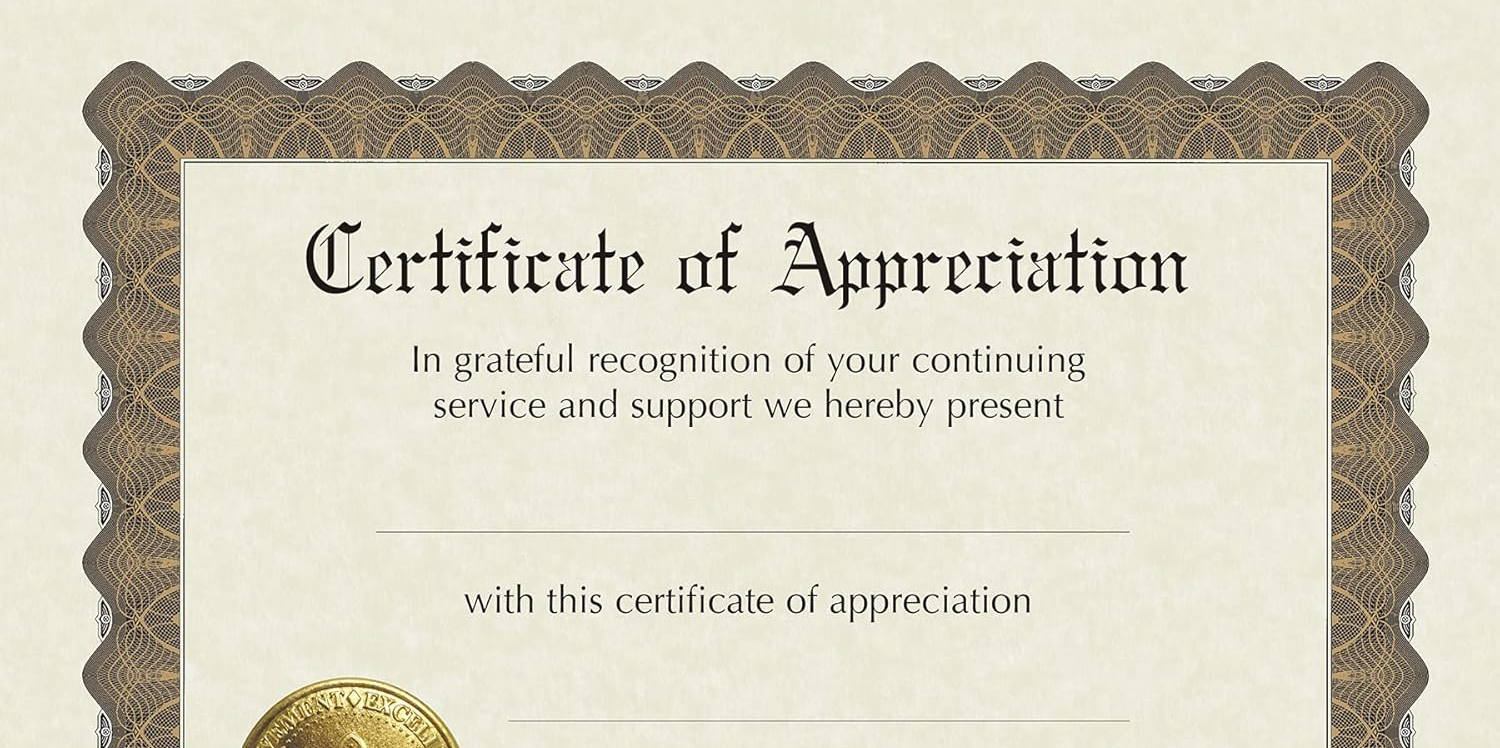 Certificate of Appreciation
In grateful recognition of your continuing
service and support we hereby present
with this certificate of appreciation